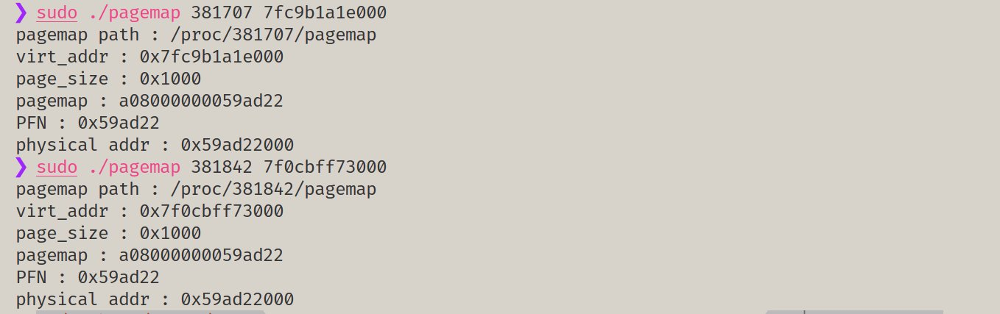 ❯ sudo ./pagemap 381707 7fc9b1a1e000
pagemap path : /proc/381707/pagemap
virt_addr : 0x7fc9b1a1e000
page_size : 0x1000
pagemap : a08000000059ad22
PFN : 0x59ad22
physical addr : 0x59ad22000
❯ sudo ./pagemap 381842 7f0cbff73000
pagemap path : /proc/381842/pagemap
virt_addr : 0x7f0cbff73000
page_size : 0x1000
pagemap : a08000000059ad22
PFN : 0x59ad22
physical addr : 0x59ad22000